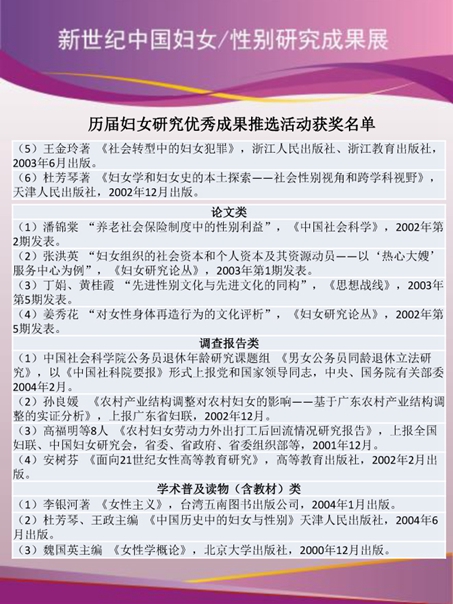 新世纪中国妇女/性别研究成果展
历届妇女研究优秀成果推选活动获奖名单
（5）王金玲著 《社会转型中的妇女犯罪》，浙江人民出版社、浙江教育出版社，
2003年6月出版。
（6）杜芳琴著 《妇女学和妇女史的本土探索——社会性别视角和跨学科视野》，
天津人民出版社，2002年12月出版。
论文类
（1）潘锦棠 “养老社会保险制度中的性别利益”，《中国社会科学》，2002年第
2期发表。
（2）张洪英 “妇女组织的社会资本和个人资本及其资源动员——以‘热心大嫂’
服务中心为例”，《妇女研究论丛》，2003年第1期发表。
（3）丁娟、黄桂霞 “先进性别文化与先进文化的同构”，《思想战线》，2003年
第5期发表。
（4）姜秀花 “对女性身体再造行为的文化评析”，《妇女研究论丛》，2002年第
5期发表。
调查报告类
（1）中国社会科学院公务员退休年龄研究课题组 《男女公务员同龄退休立法研
究》，以《中国社科院要报》形式上报党和国家领导同志，中央、国务院有关部委
2004年2月。
（2）孙良媛 《农村产业结构调整对农村妇女的影响——基于广东农村产业结构调
整的实证分析》，上报广东省妇联，2002年12月。
（3）高福明等8人 《农村妇女劳动力外出打工后回流情况研究报告》，上报全国
妇联、中国妇女研究会，省委、省政府、省委组织部等，2001年12月。
（4）安树芬 《面向21世纪女性高等教育研究》，高等教育出版社，2002年2月出
版。
学术普及读物（含教材）类
（1）李银河著 《女性主义》，台湾五南图书出版公司，2004年1月出版。
（2）杜芳琴、王政主编 《中国历史中的妇女与性别》天津人民出版社，2004年6
月出版。
（3）魏国英主编 《女性学概论》，北京大学出版社，2000年12月出版。